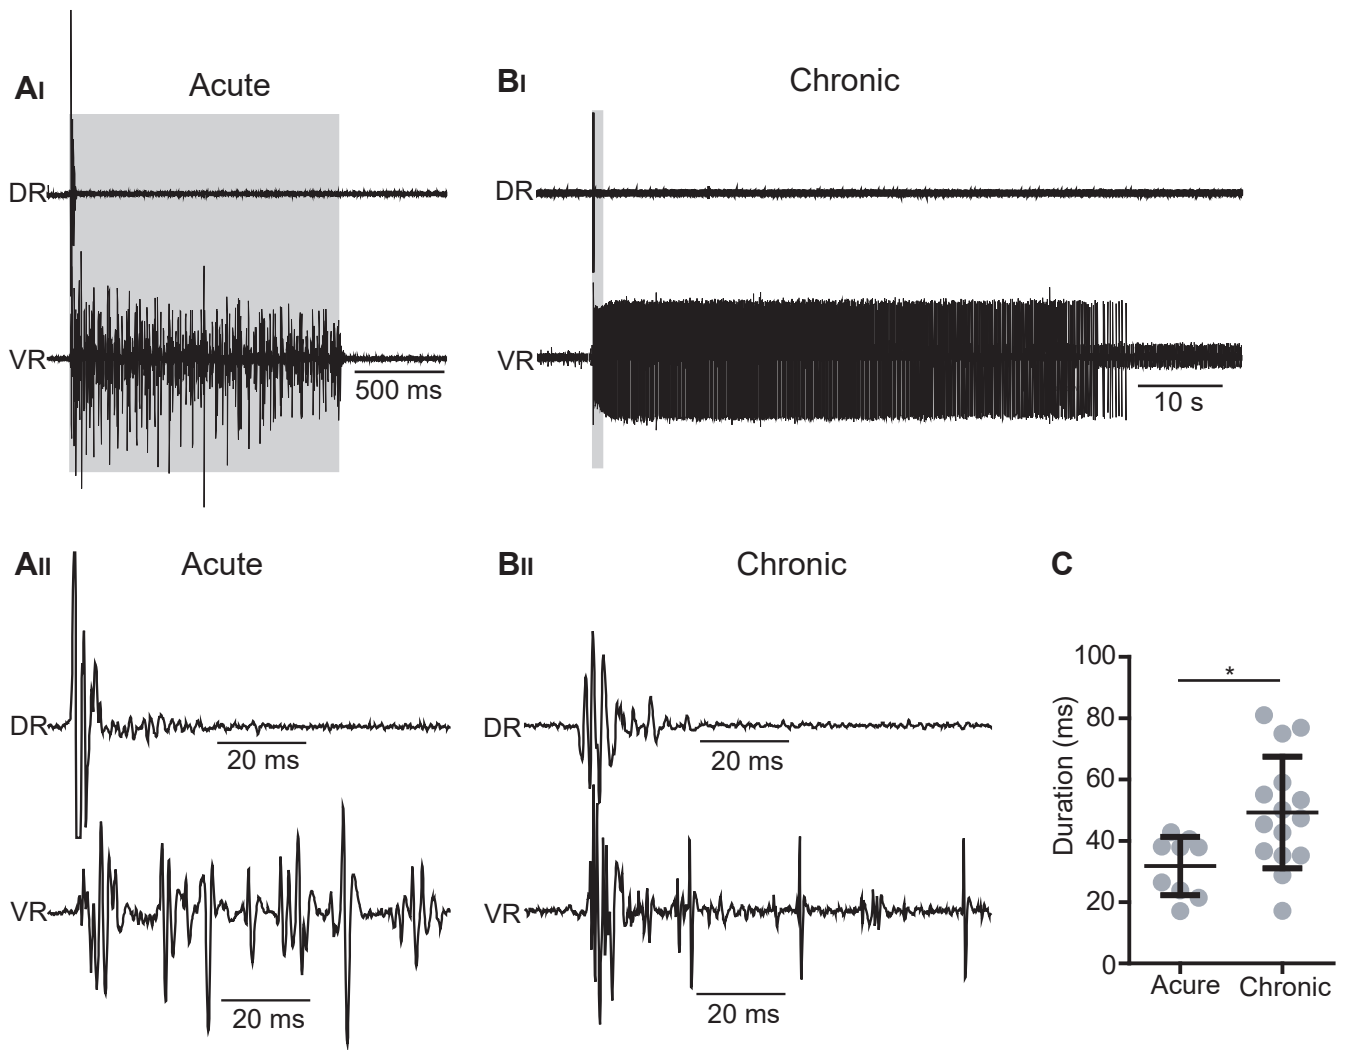 AI
Acute
BI
Chronic
DR
DR
VR
VR
500 ms
10 s
AII
Acute
BII
Chronic
C
DR
20 ms
DR
20 ms
VR
20 ms
VR
20 ms
Duration (ms)
100
80
60
40
20
0
*
Acure
Chronic